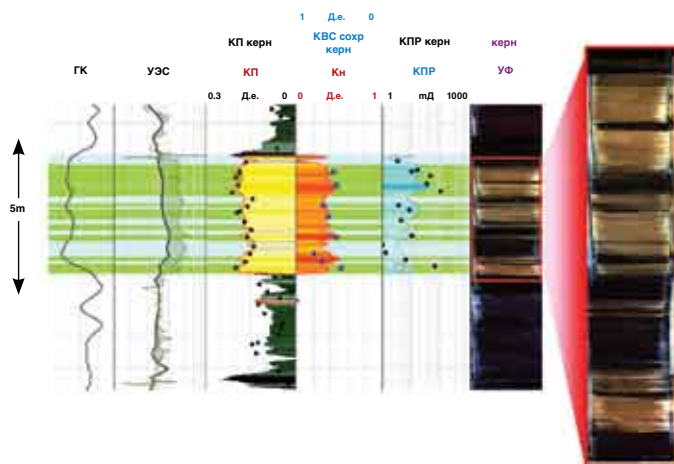 1 Д.е. 0
КП керн КВС сохр керн КПР керн керн
ГК УЭС КП Кн КПР УФ
0.3 Д.е. 0 0 Д.е. 1 1 мД 1000
5m